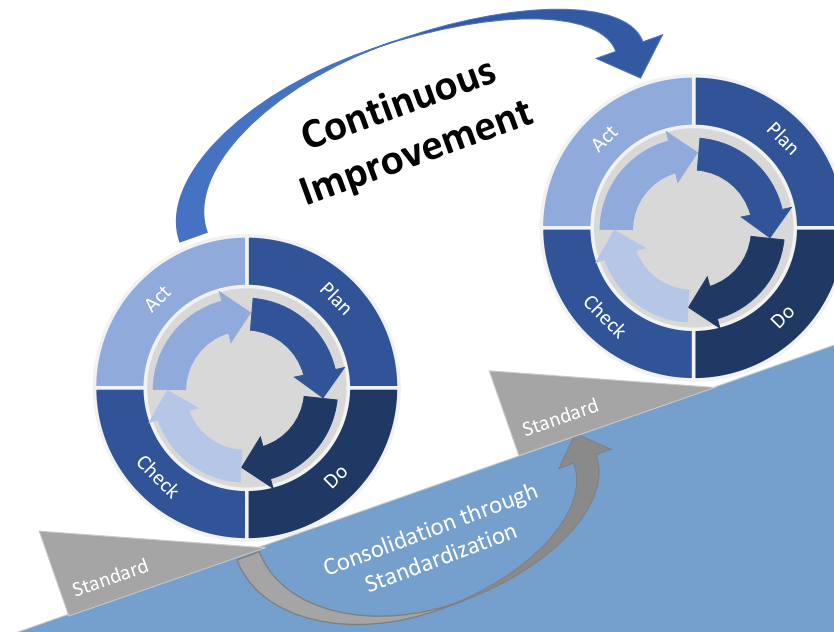 Continuous
Improvement
Act
Plan
Check
Do
Act
Plan
Check
Do
Standard
Standard
Consolidation through
Standardization